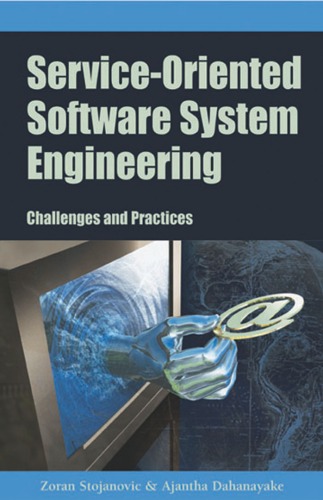 Service-Oriented
Software System
Engineering
Challenges and Practices
@
Zoran Stojanovic & Ajantha Dahanayake